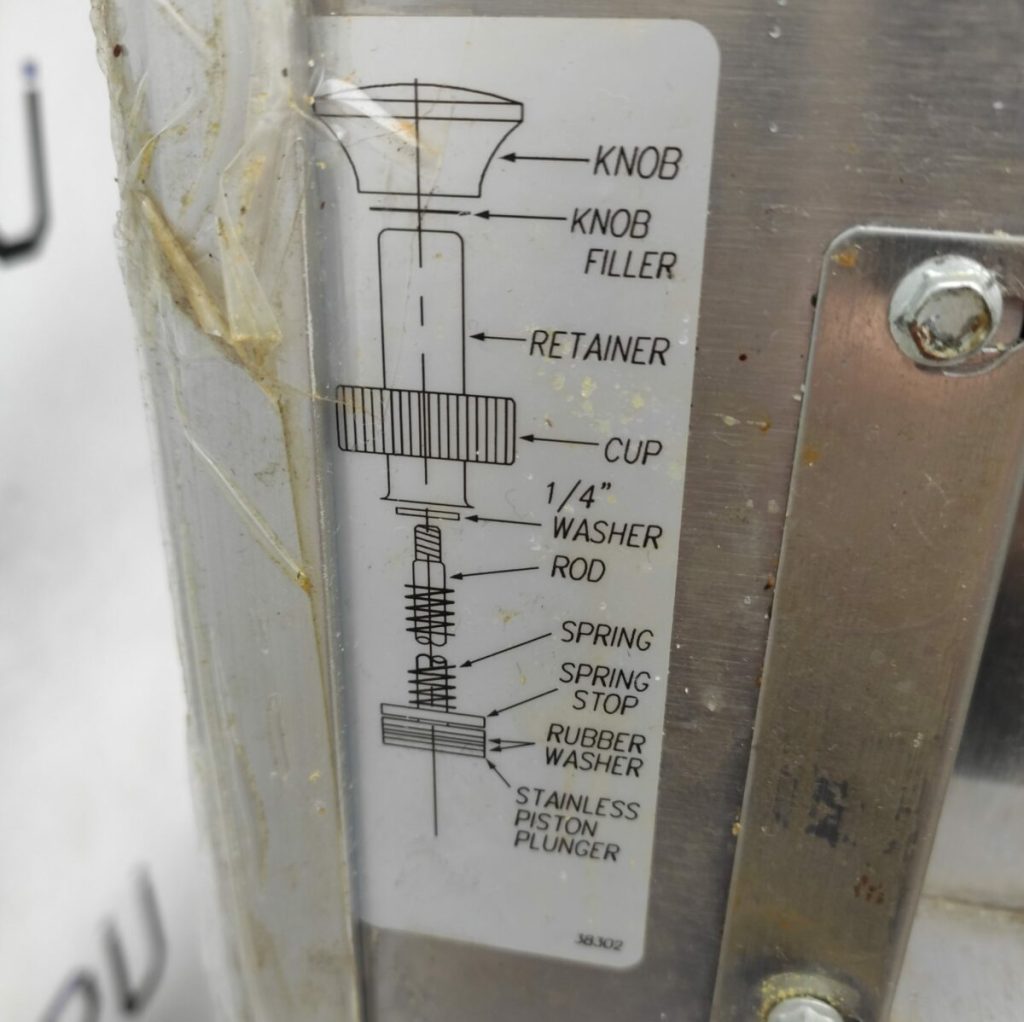 KNOB
KNOB
FILLER
RETAINER
CUP
1/4"
WASHER
ROD
SPRING
SPRING
STOP
RUBBER
WASHER
STAINLESS
PISTON
PLUNGER
38302